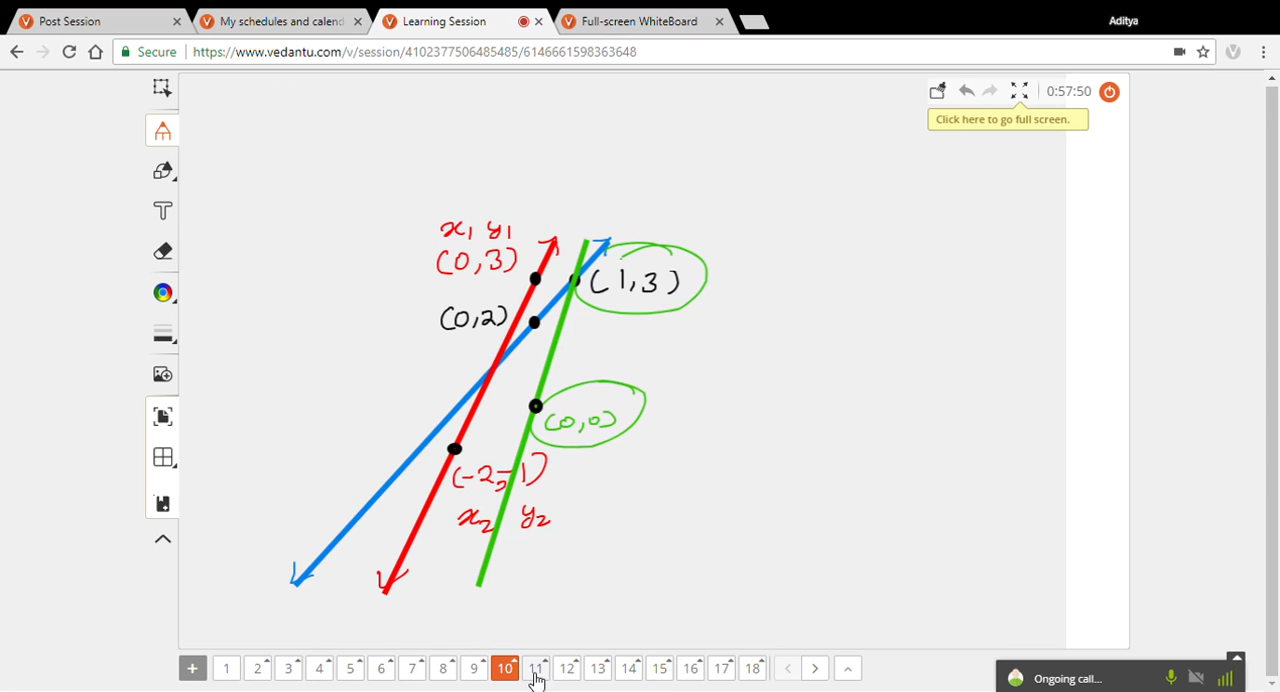 Post Session
My schedules and calend
Learning Session
Full-screen WhiteBoard
Aditya
Secure
https://www.vedantu.com/v/session/4102377506485485/6146661598363648
0:57:50
Click here to go full screen.
x1 y1
(0,3)
(1,3)
(0,2)
(0,0)
(-2,-1)
x2 y2
+ 1 2 3 4 5 6 7 8 9 10 11 12 13 14 15 16 17 18
Ongoing call...